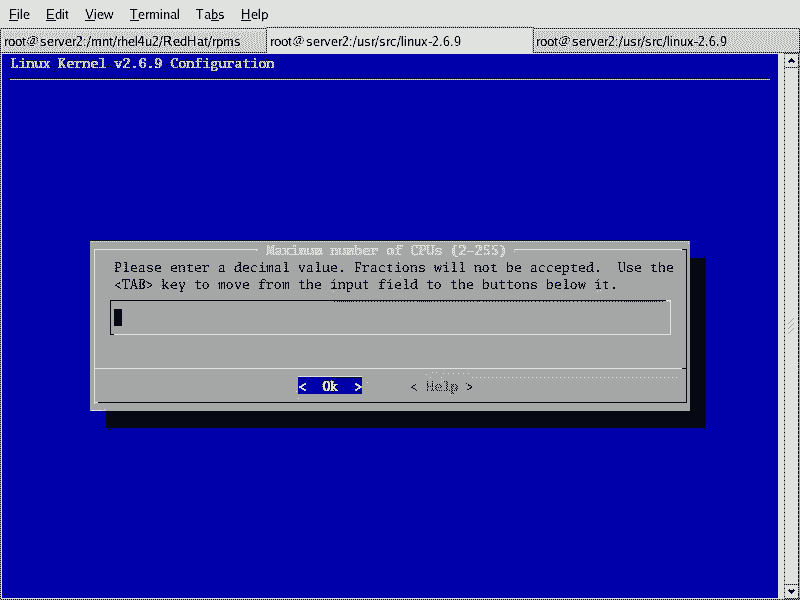 File Edit View Terminal Tabs Help
root@server2:/mnt/rhel4u2/RedHat/rpms root@server2:/usr/src/linux-2.6.9 root@server2:/usr/src/linux-2.6.9
Linux Kernel v2.6.9 Configuration
Maximum number of CPUs (2-255)
Please enter a decimal value. Fractions will not be accepted. Use the
<TAB> key to move from the input field to the buttons below it.
< Ok > < Help >